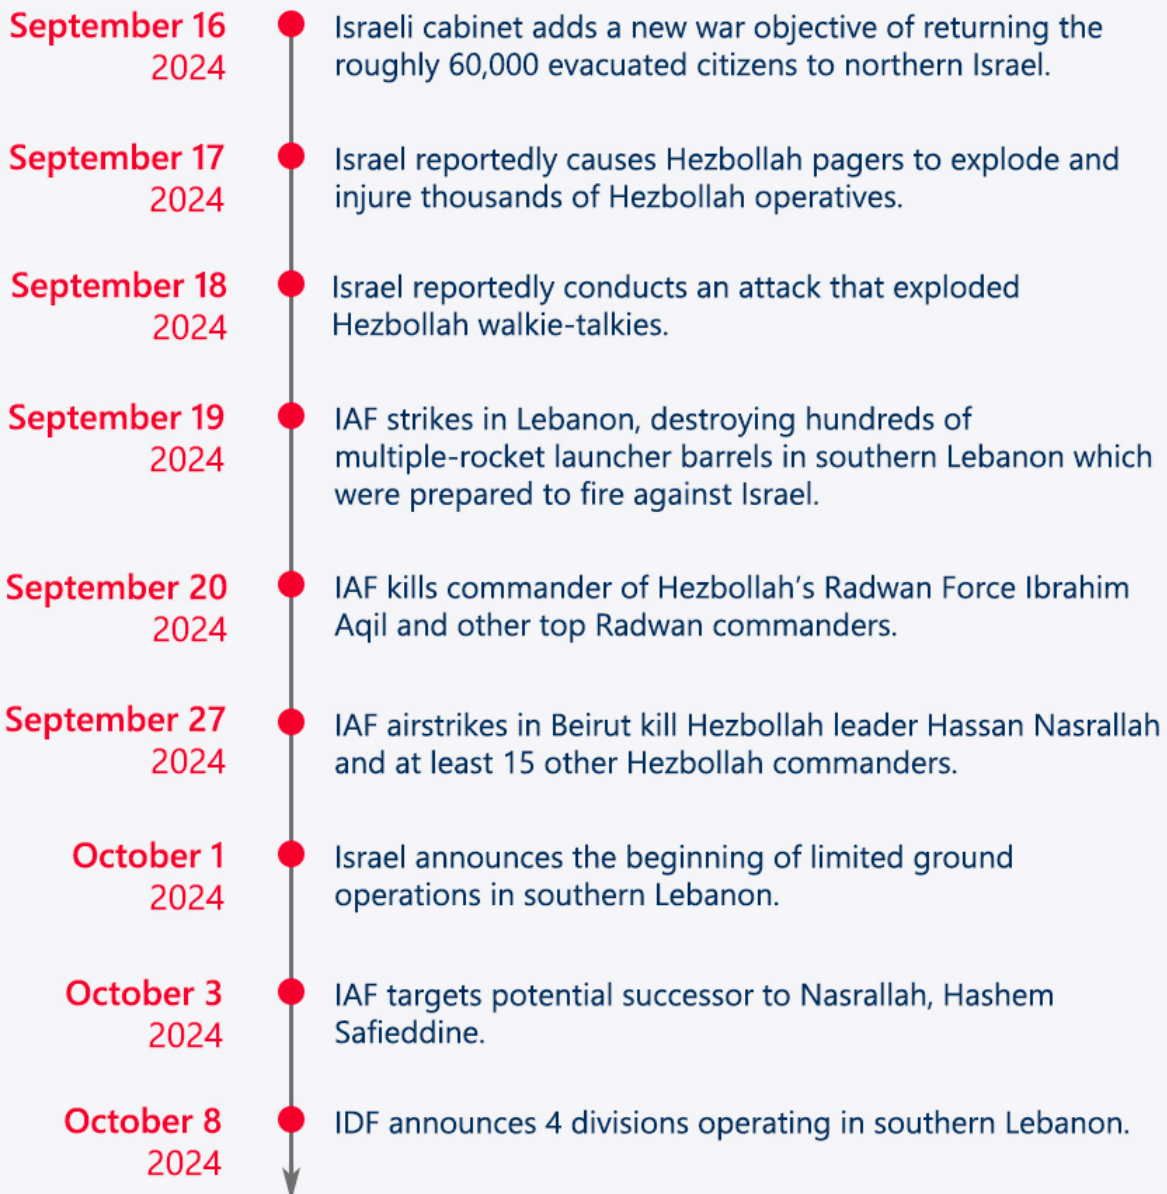 September 16
2024
Israeli cabinet adds a new war objective of returning the
roughly 60,000 evacuated citizens to northern Israel.
September 17
2024
Israel reportedly causes Hezbollah pagers to explode and
injure thousands of Hezbollah operatives.
September 18
2024
Israel reportedly conducts an attack that exploded
Hezbollah walkie-talkies.
September 19
2024
IAF strikes in Lebanon, destroying hundreds of
multiple-rocket launcher barrels in southern Lebanon which
were prepared to fire against Israel.
September 20
2024
IAF kills commander of Hezbollah’s Radwan Force Ibrahim
Aqil and other top Radwan commanders.
September 27
2024
IAF airstrikes in Beirut kill Hezbollah leader Hassan Nasrallah
and at least 15 other Hezbollah commanders.
October 1
2024
Israel announces the beginning of limited ground
operations in southern Lebanon.
October 3
2024
IAF targets potential successor to Nasrallah, Hashem
Safieddine.
October 8
2024
IDF announces 4 divisions operating in southern Lebanon.